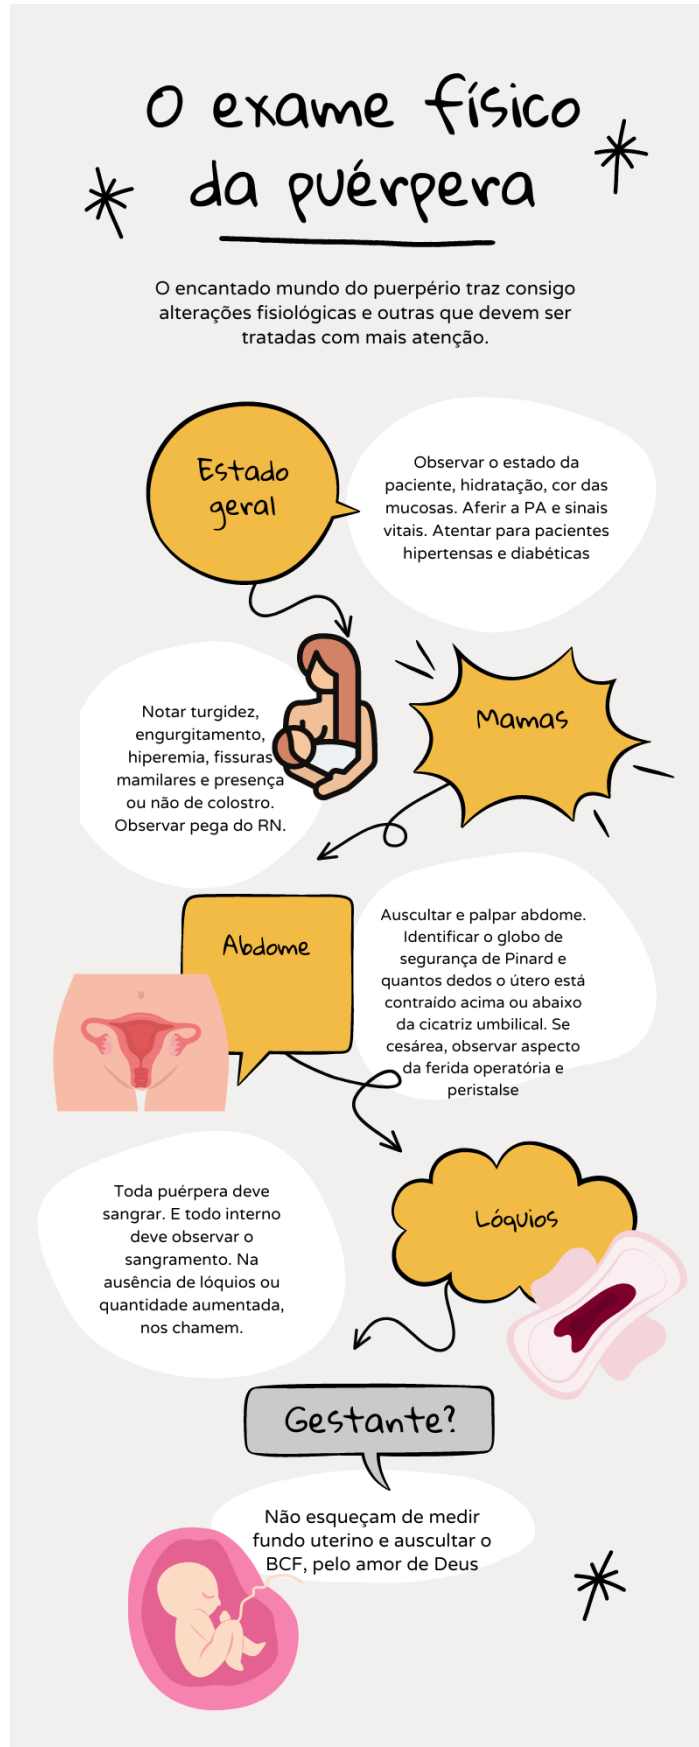 O exame físico
da puérpera
O encantado mundo do puerpério traz consigo
alterações fisiológicas e outras que devem ser
tratadas com mais atenção.
Estado
geral
Observar o estado da
paciente, hidratação, cor das
mucosas. Aferir a PA e sinais
vitais. Atentar para pacientes
hipertensas e diabéticas
Mamas
Notar turgidez,
engurgitamento,
hiperemia, fissuras
mamilares e presença
ou não de colostro.
Observar pega do RN.
Abdome
Auscultar e palpar abdome.
Identificar o globo de
segurança de Pinard e
quantos dedos o útero está
contraído acima ou abaixo
da cicatriz umbilical. Se
cesárea, observar aspecto
da ferida operatória e
peristalse
Lóquios
Toda puérpera deve
sangrar. E todo interno
deve observar o
sangramento. Na
ausência de lóquios ou
quantidade aumentada,
nos chamem.
Gestante?
Não esqueçam de medir
fundo uterino e auscultar o
BCF, pelo amor de Deus